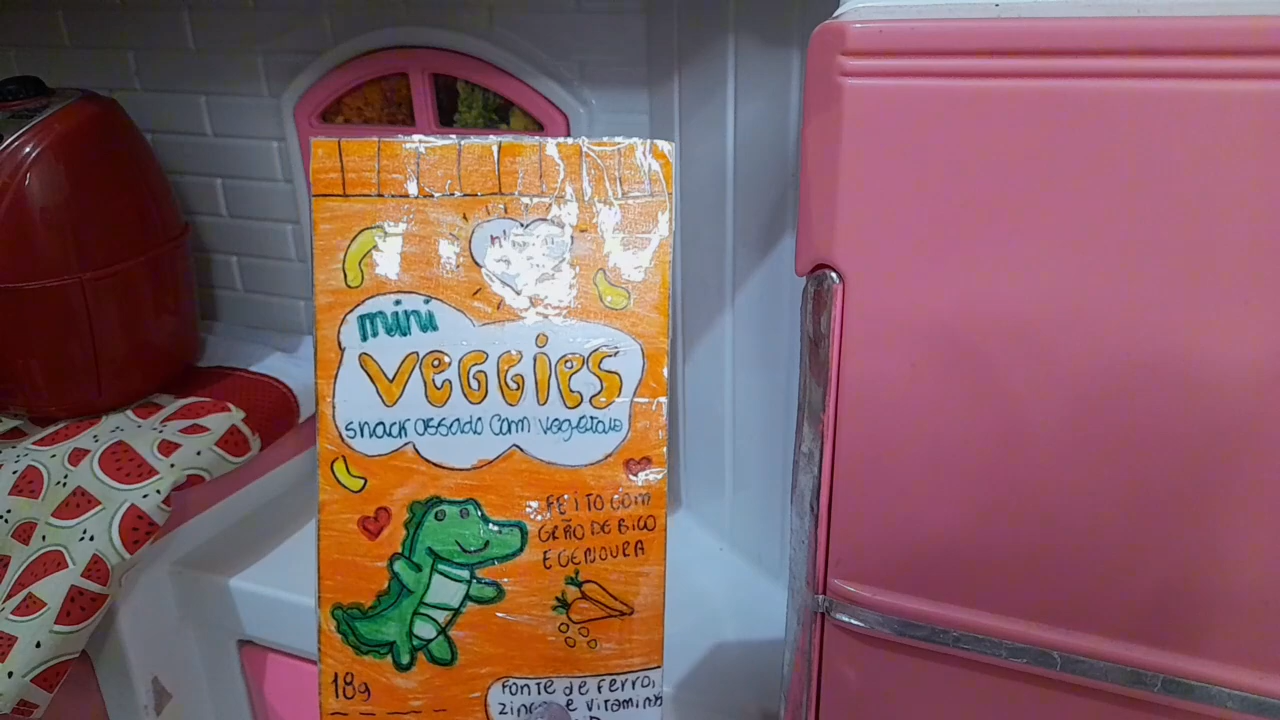 mini
VeGGies
snack assado com vegetais
FEITO COM
GRÃO DE BICO
E CENOURA
18g
Fonte de Ferro,
zinco e vitaminas